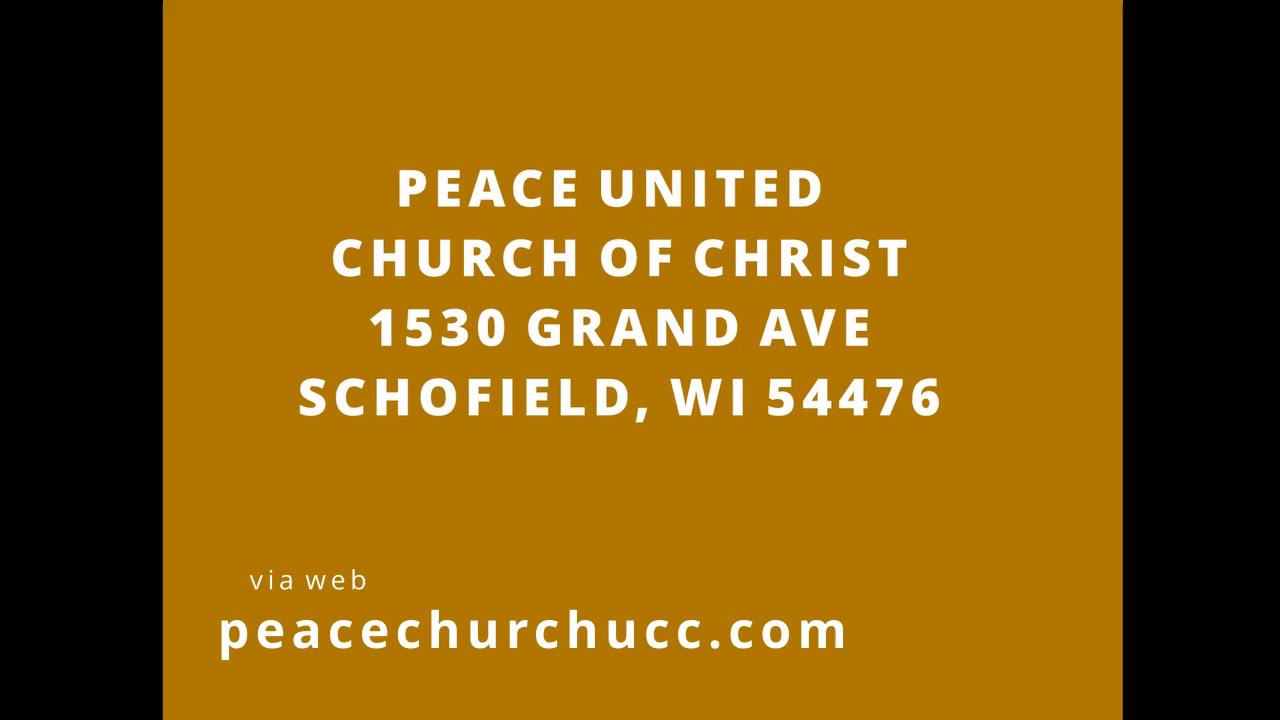 PEACE UNITED
CHURCH OF CHRIST
1530 GRAND AVE
SCHOFIELD, WI 54476
via web
peacechurchucc.com